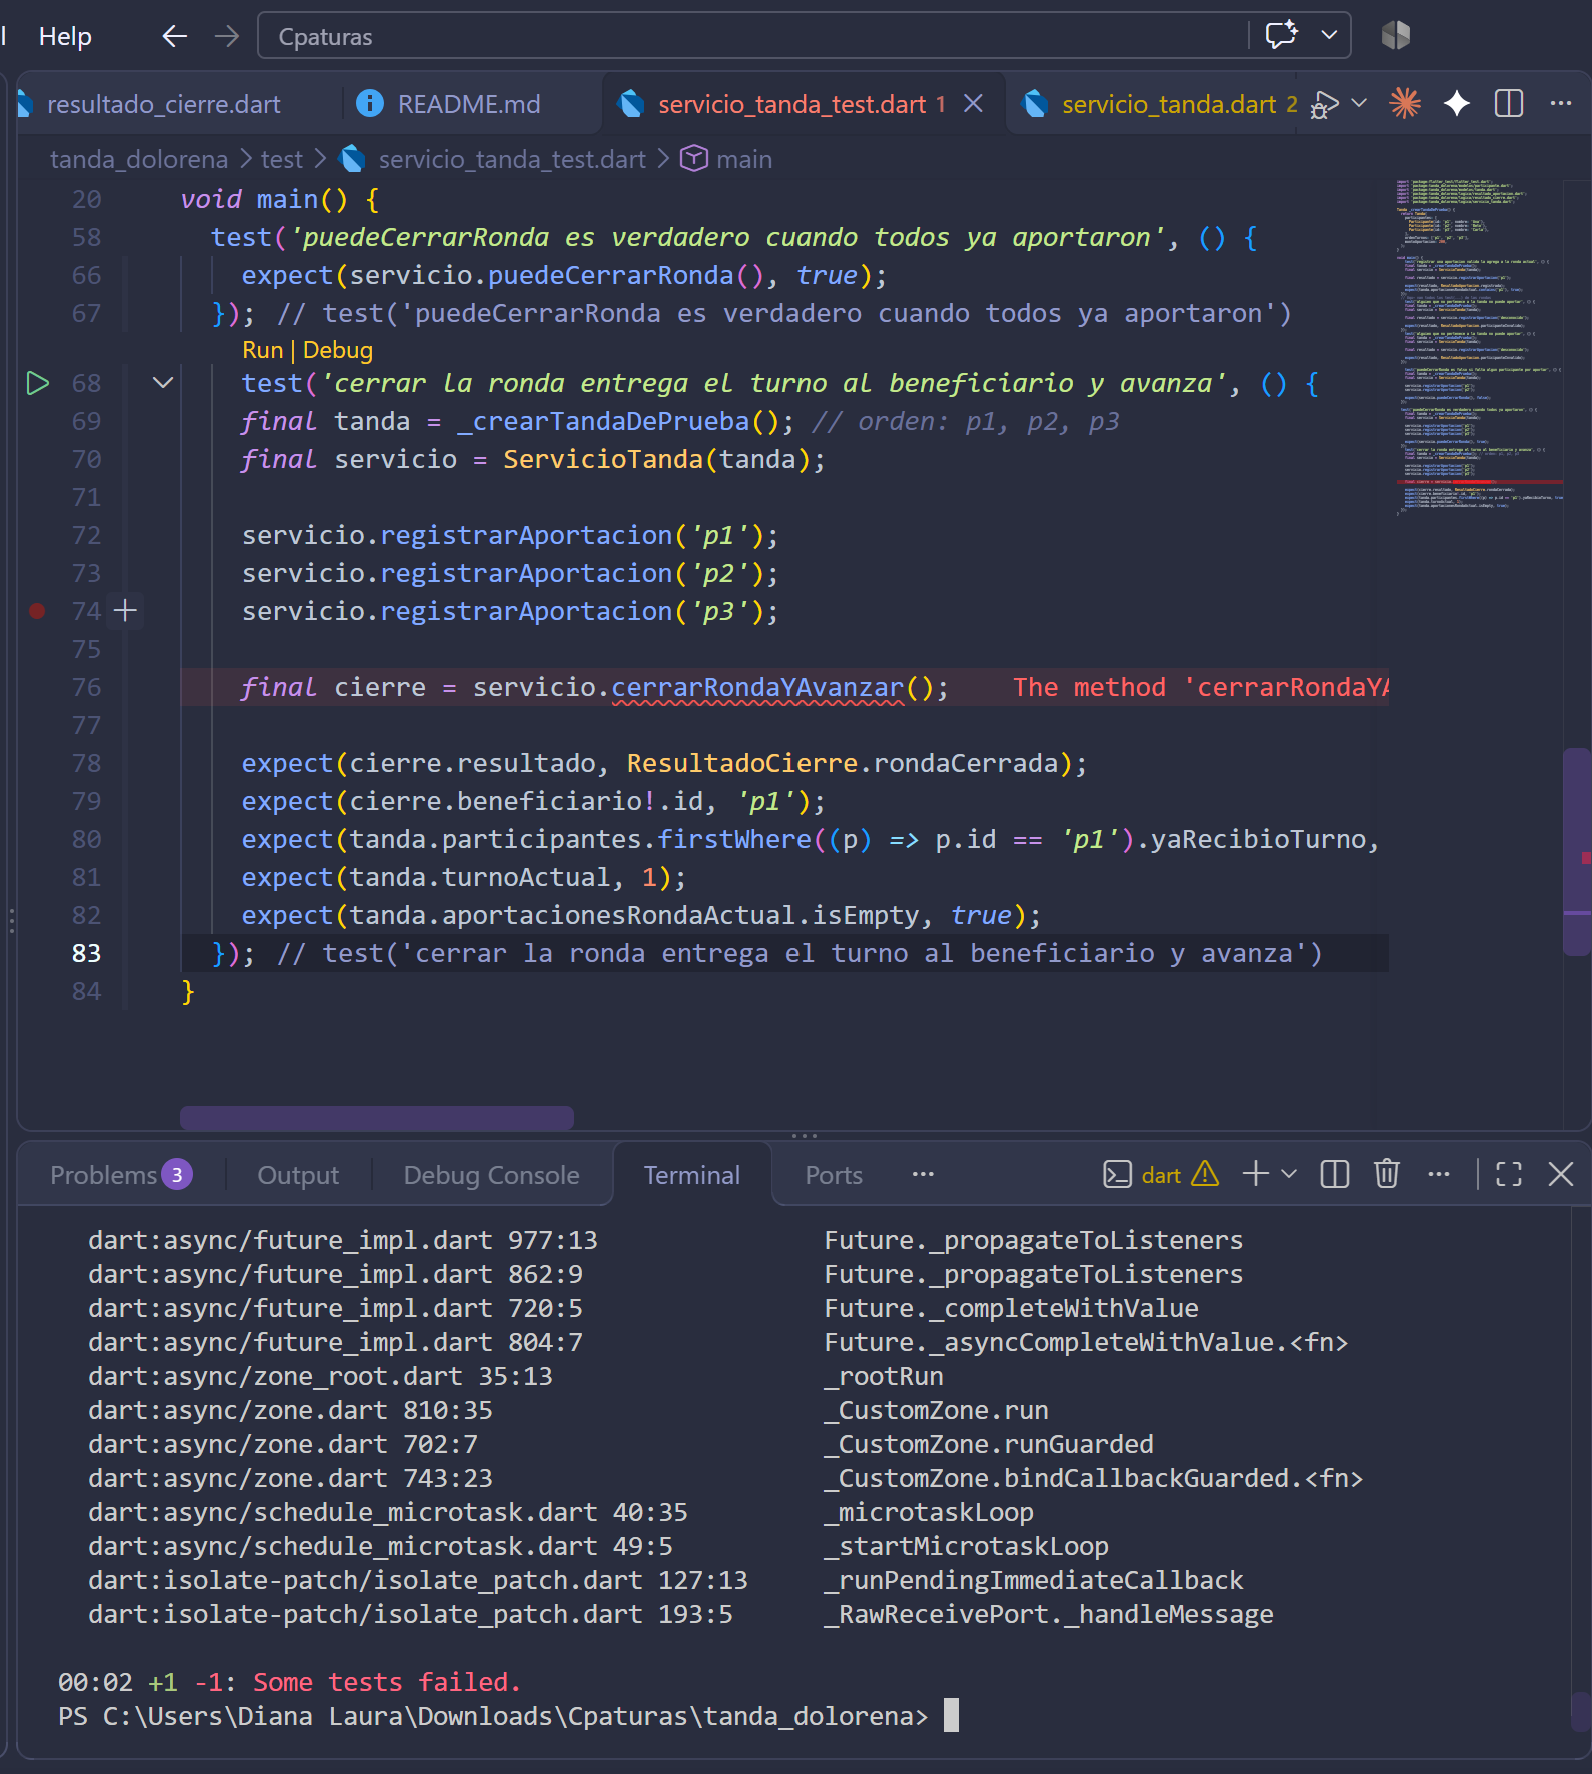 Help
Cpaturas
resultado_cierre.dart
README.md
servicio_tanda_test.dart 1
servicio_tanda.dart 2
tanda_dolorena > test > servicio_tanda_test.dart > main
20 void main() {
58 test('puedeCerrarRonda es verdadero cuando todos ya aportaron', () {
66 expect(servicio.puedeCerrarRonda(), true);
67 }); // test('puedeCerrarRonda es verdadero cuando todos ya aportaron')
Run | Debug
68 test('cerrar la ronda entrega el turno al beneficiario y avanza', () {
69 final tanda = _crearTandaDePrueba(); // orden: p1, p2, p3
70 final servicio = ServicioTanda(tanda);
71
72 servicio.registrarAportacion('p1');
73 servicio.registrarAportacion('p2');
74 servicio.registrarAportacion('p3');
75
76 final cierre = servicio.cerrarRondaYAvanzar(); The method 'cerrarRondaYA
77
78 expect(cierre.resultado, ResultadoCierre.rondaCerrada);
79 expect(cierre.beneficiario!.id, 'p1');
80 expect(tanda.participantes.firstWhere((p) => p.id == 'p1').yaRecibioTurno,
81 expect(tanda.turnoActual, 1);
82 expect(tanda.aportacionesRondaActual.isEmpty, true);
83 }); // test('cerrar la ronda entrega el turno al beneficiario y avanza')
84 }
Problems 3 Output Debug Console Terminal Ports ... dart
dart:async/future_impl.dart 977:13 Future._propagateToListeners
dart:async/future_impl.dart 862:9 Future._propagateToListeners
dart:async/future_impl.dart 720:5 Future._completeWithValue
dart:async/future_impl.dart 804:7 Future._asyncCompleteWithValue.<fn>
dart:async/zone_root.dart 35:13 _rootRun
dart:async/zone.dart 810:35 _CustomZone.run
dart:async/zone.dart 702:7 _CustomZone.runGuarded
dart:async/zone.dart 743:23 _CustomZone.bindCallbackGuarded.<fn>
dart:async/schedule_microtask.dart 40:35 _microtaskLoop
dart:async/schedule_microtask.dart 49:5 _startMicrotaskLoop
dart:isolate-patch/isolate_patch.dart 127:13 _runPendingImmediateCallback
dart:isolate-patch/isolate_patch.dart 193:5 _RawReceivePort._handleMessage
00:02 +1 -1: Some tests failed.
PS C:\Users\Diana Laura\Downloads\Cpaturas\tanda_dolorena>